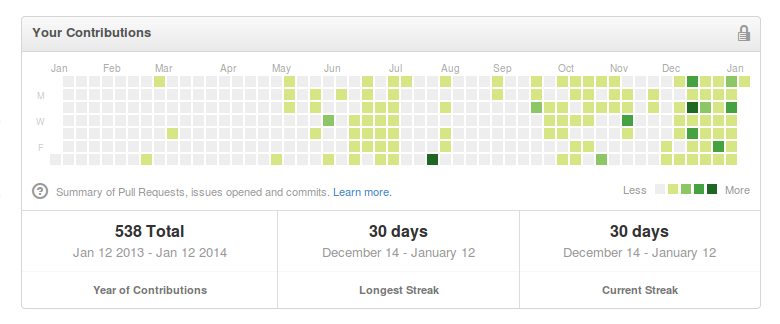 Your Contributions
Jan Feb Mar Apr May Jun Jul Aug Sep Oct Nov Dec Jan
M
W
F
? Summary of Pull Requests, issues opened and commits. Learn more. Less More
538 Total 30 days 30 days
Jan 12 2013 - Jan 12 2014 December 14 - January 12 December 14 - January 12
Year of Contributions Longest Streak Current Streak